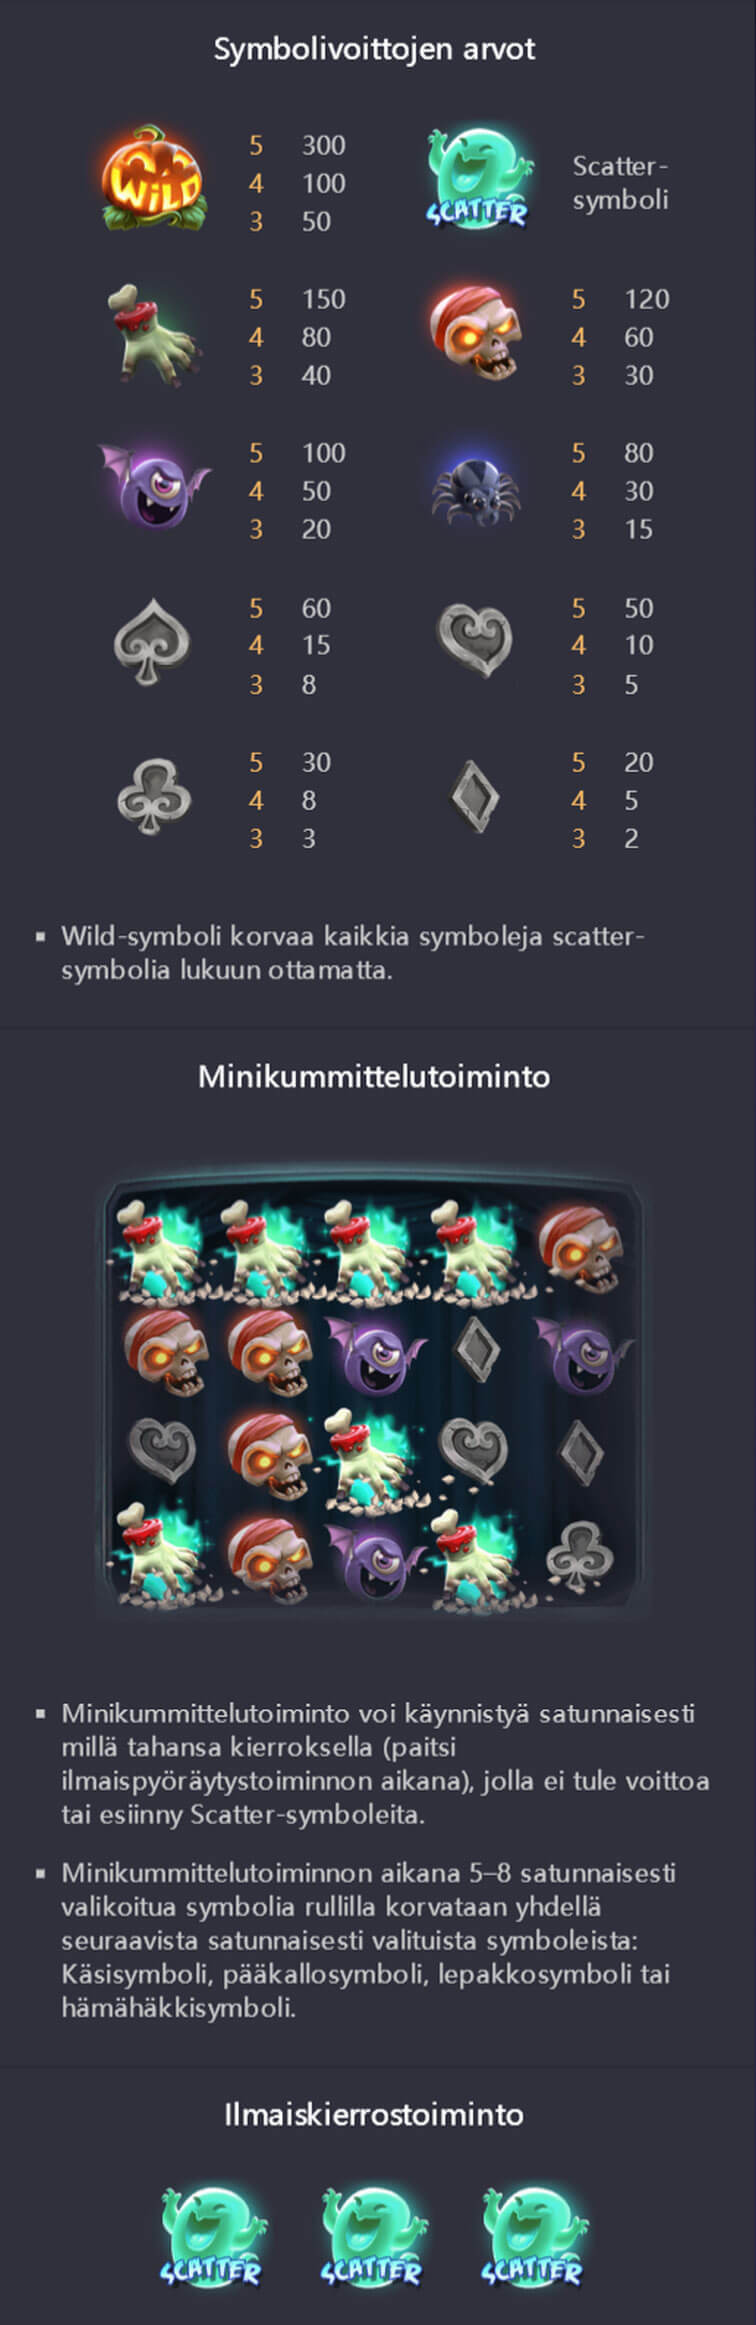 Symbolivoittojen arvot
WiLD
5 300
4 100
3 50
SCATTER
Scatter-
symboli
5 150
4 80
3 40
5 120
4 60
3 30
5 100
4 50
3 20
5 80
4 30
3 15
5 60
4 15
3 8
5 50
4 10
3 5
5 30
4 8
3 3
5 20
4 5
3 2
▪ Wild-symboli korvaa kaikkia symboleja scatter-
symbolia lukuun ottamatta.
Minikummittelutoiminto
▪ Minikummittelutoiminto voi käynnistyä satunnaisesti
millä tahansa kierroksella (paitsi
ilmaispyöräytystoiminnon aikana), jolla ei tule voittoa
tai esiinny Scatter-symboleita.
▪ Minikummittelutoiminnon aikana 5–8 satunnaisesti
valikoitua symbolia rullilla korvataan yhdellä
seuraavista satunnaisesti valituista symboleista:
Käsisymboli, pääkallosymboli, lepakkosymboli tai
hämähäkkisymboli.
Ilmaiskierrostoiminto
SCATTER SCATTER SCATTER